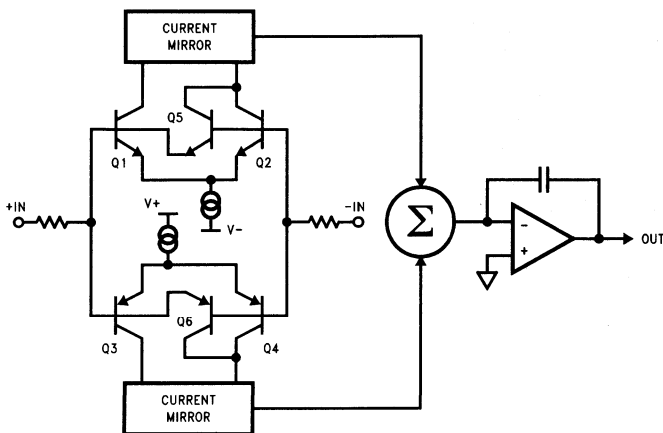 CURRENT
MIRROR
Q5
Q1
Q2
+IN
V+
V-
-IN
Σ
-
+
OUT
Q3
Q6
Q4
CURRENT
MIRROR